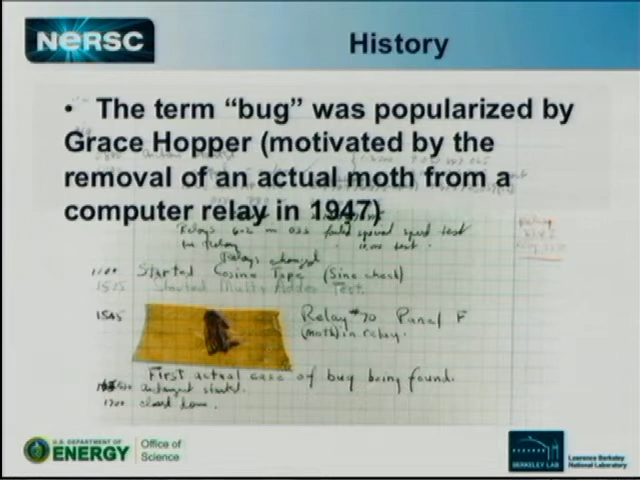 NERSC
History
• The term “bug” was popularized by
Grace Hopper (motivated by the
removal of an actual moth from a
computer relay in 1947)
Relays 6-2 in 033 failed special speed test
in Relay
test.
Relays changed
1100 Started Cosine Tape (Sine check)
1525 Started Multi Adder Test.
1545 Relay #70 Panel F
(moth) in relay.
First actual case of bug being found.
antangent started.
1700 closed down.
U.S. DEPARTMENT OF
ENERGY
Office of
Science
BERKELEY LAB
Lawrence Berkeley
National Laboratory